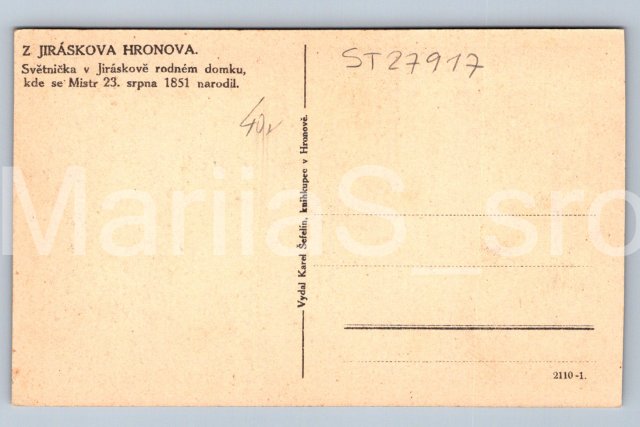 Z JIRÁSKOVA HRONOVA.
Světnička v Jiráskově rodném domku,
kde se Mistr 23. srpna 1851 narodil.
ST27917
40,-
Vydal Karel Šefelín, knihkupec v Hronově.
MariiaS_sro
2110-1.